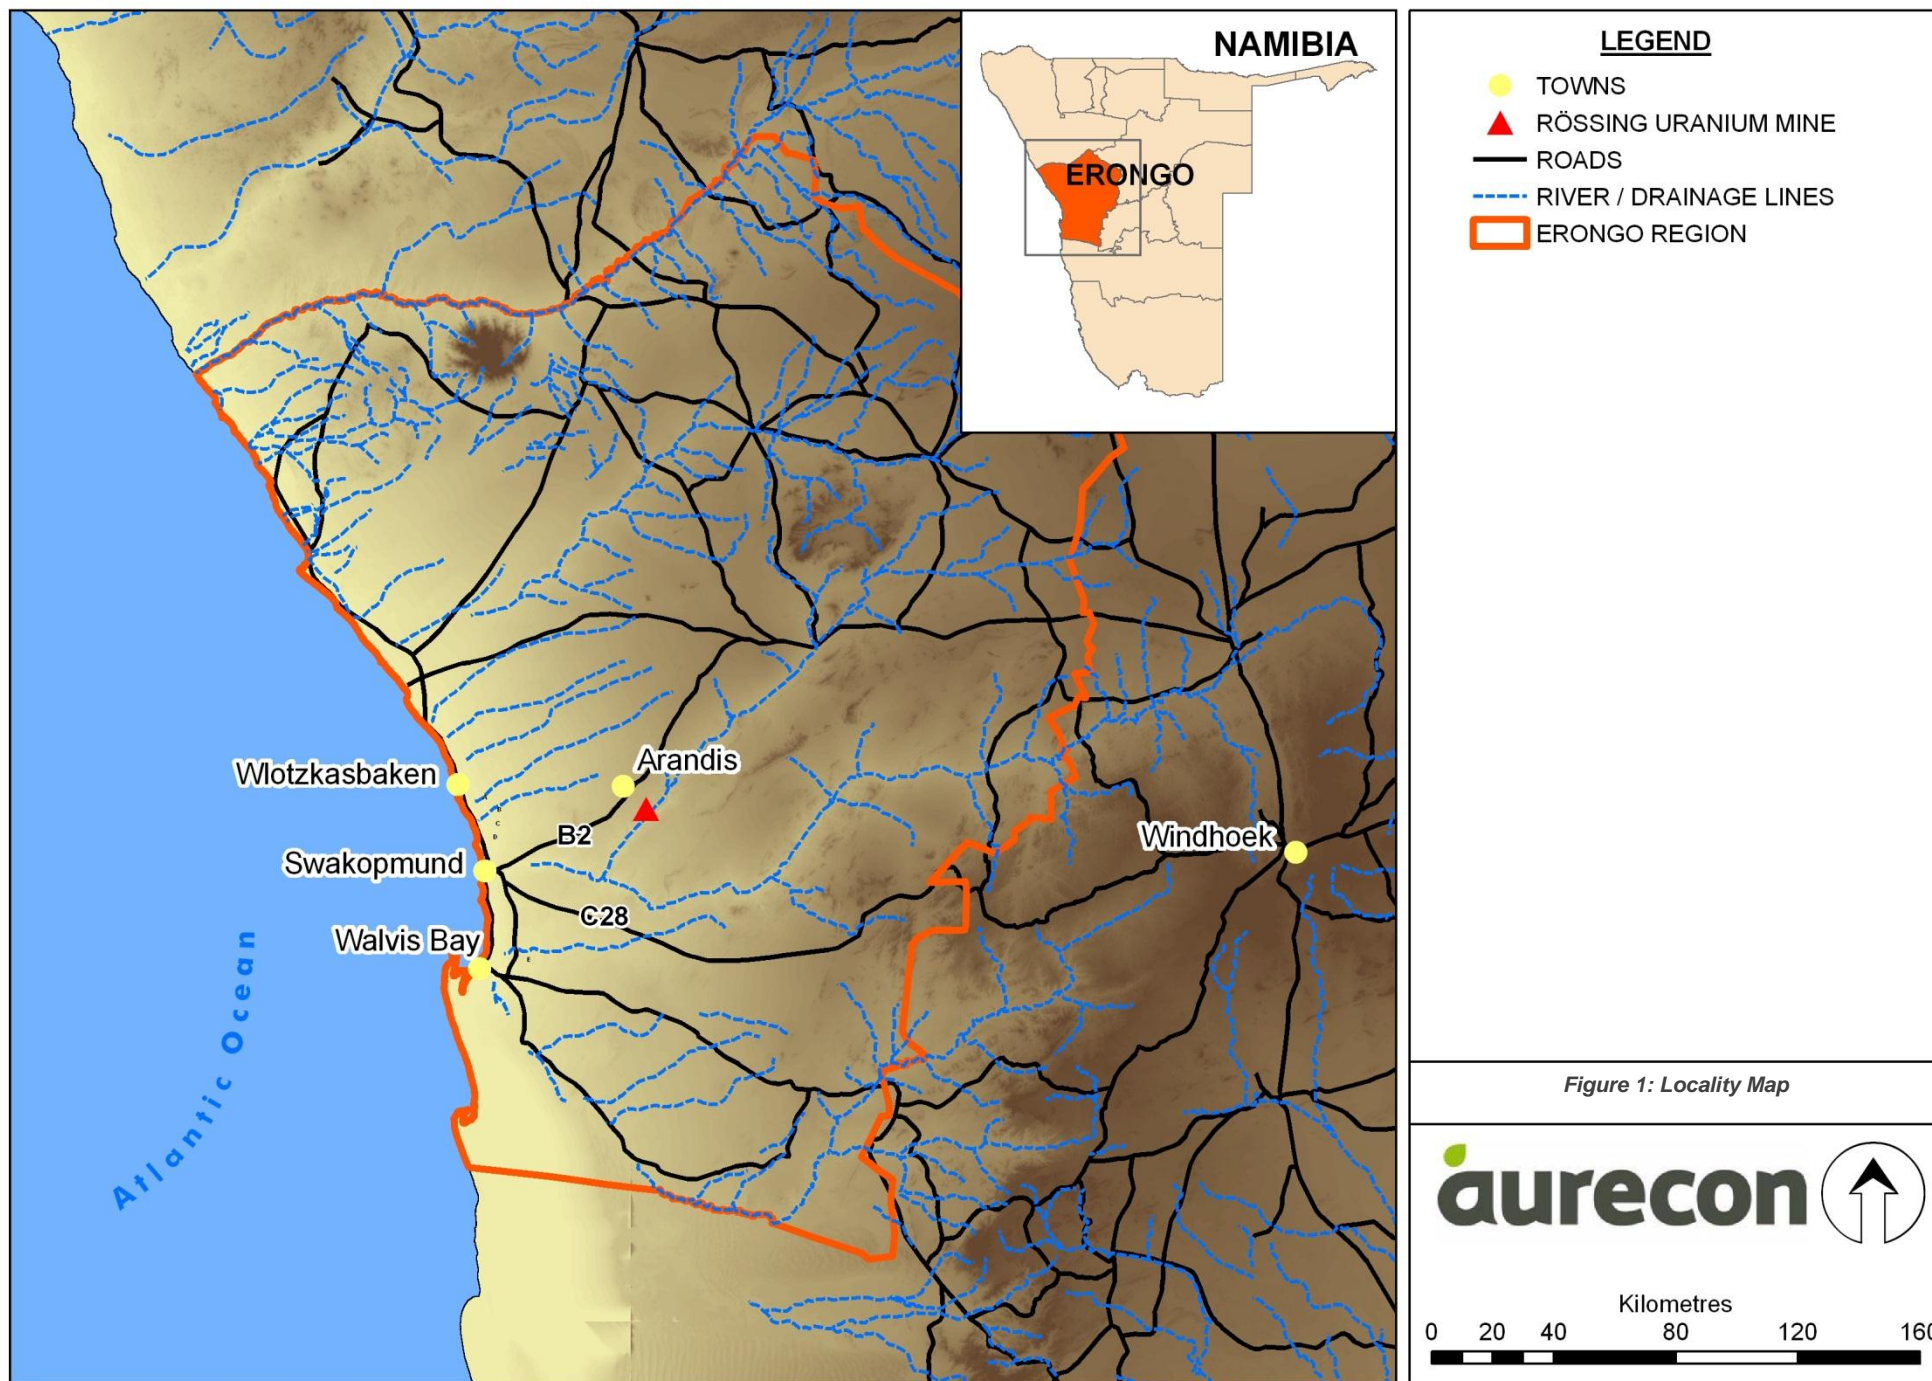 NAMIBIA
ERONGO
Arandis
Wlotzkasbaken
B2
Windhoek
Swakopmund
C28
Walvis Bay
Atlantic Ocean
LEGEND
TOWNS
RÖSSING URANIUM MINE
ROADS
RIVER / DRAINAGE LINES
ERONGO REGION
Figure 1: Locality Map
aurecon
Kilometres
0 20 40 80 120 160